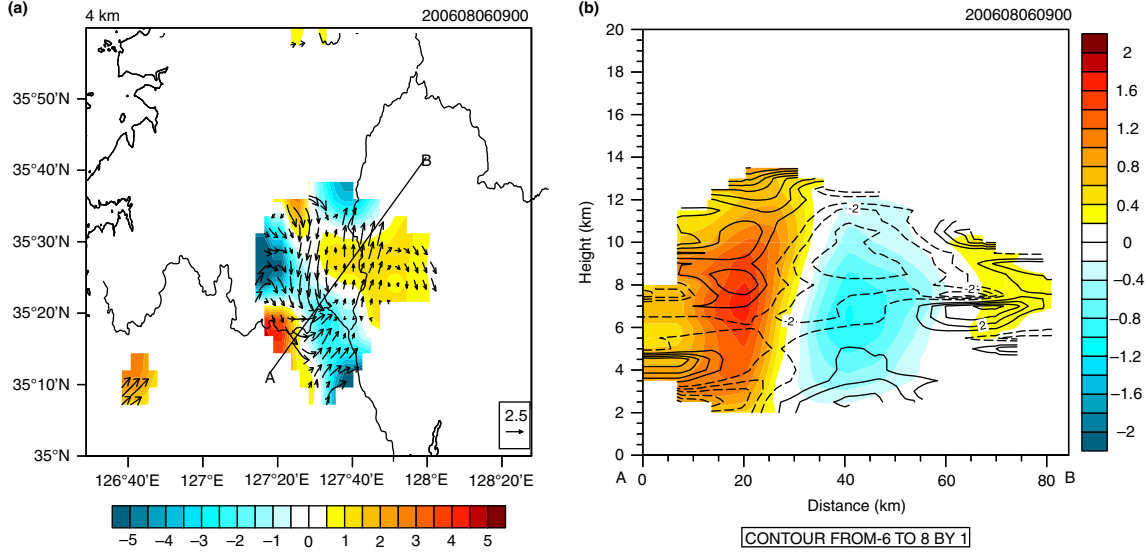 (a)
4 km
200608060900
35°50'N
35°40'N
35°30'N
35°20'N
35°10'N
35°N
126°40'E
127°E
127°20'E
127°40'E
128°E
128°20'E
A
B
2.5
−5 −4 −3 −2 −1 0 1 2 3 4 5
(b)
200608060900
Height (km)
20
18
16
14
12
10
8
6
4
2
0
-2
-2
-2
2
A 0 20 40 60 80 B
Distance (km)
CONTOUR FROM-6 TO 8 BY 1
2
1.6
1.2
0.8
0.4
0
−0.4
−0.8
−1.2
−1.6
−2